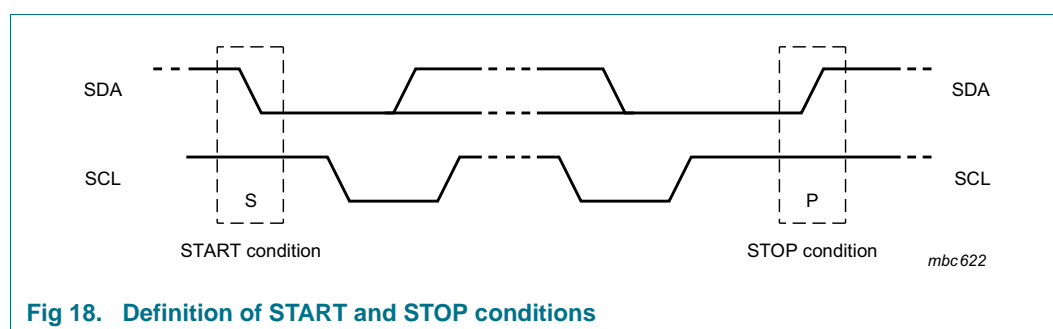 SDA SDA
SCL SCL
S P
START condition STOP condition
mbc622
Fig 18. Definition of START and STOP conditions